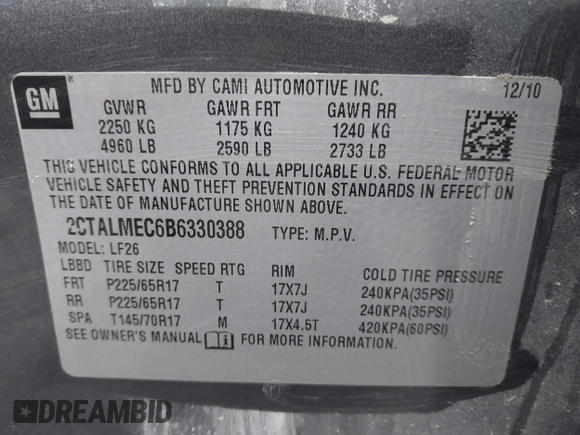 GM
®
MFD BY CAMI AUTOMOTIVE INC. 12/10
GVWR GAWR FRT GAWR RR
2250 KG 1175 KG 1240 KG
4960 LB 2590 LB 2733 LB
THIS VEHICLE CONFORMS TO ALL APPLICABLE U.S. FEDERAL MOTOR
VEHICLE SAFETY AND THEFT PREVENTION STANDARDS IN EFFECT ON
THE DATE OF MANUFACTURE SHOWN ABOVE.
2CTALMEC6B6330388 TYPE: M.P.V.
MODEL: LF26
LBBD TIRE SIZE SPEED RTG RIM COLD TIRE PRESSURE
FRT P225/65R17 T 17X7J 240KPA(35PSI)
RR P225/65R17 T 17X7J 240KPA(35PSI)
SPA T145/70R17 M 17X4.5T 420KPA(60PSI)
SEE OWNER'S MANUAL FOR MORE INFORMATION.
DREAMBID